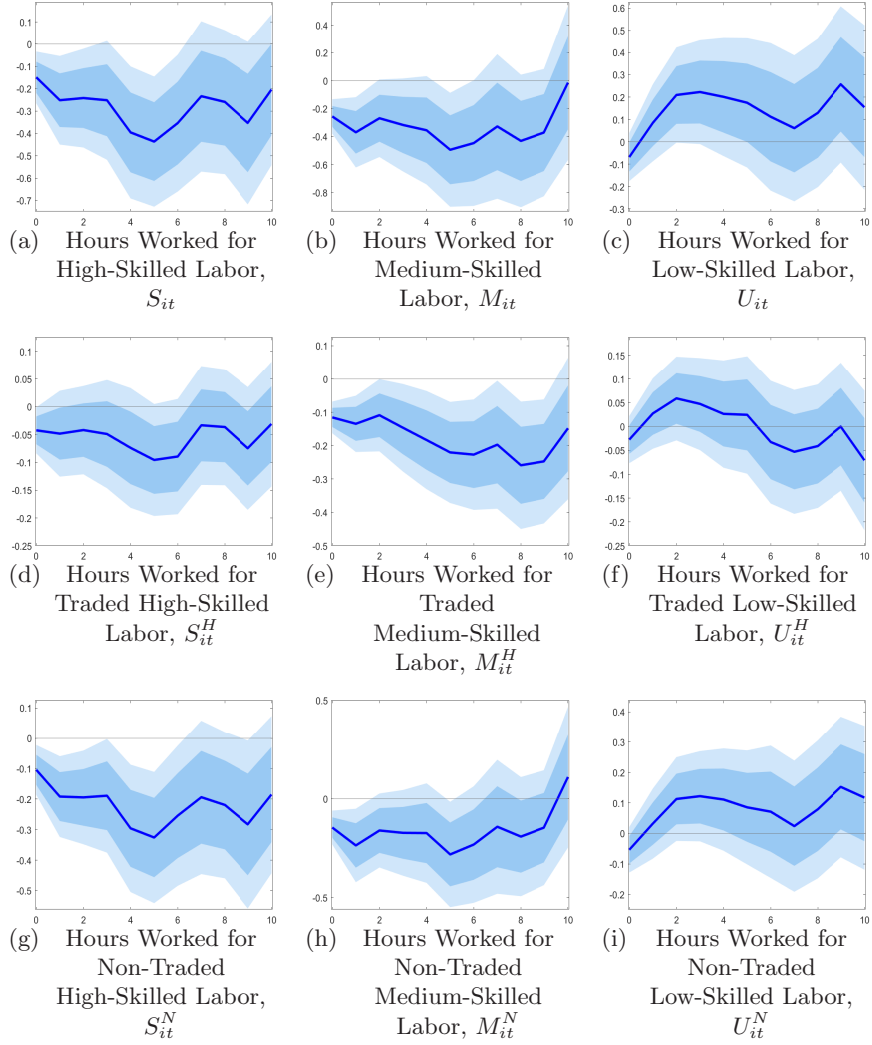 0.1
0
-0.1
-0.2
-0.3
-0.4
-0.5
-0.6
-0.7
0 2 4 6 8 10
(a) Hours Worked for
High-Skilled Labor,
S_{it}
0.6
0.4
0.2
0
-0.2
-0.4
-0.6
-0.8
0 2 4 6 8 10
(b) Hours Worked for
Medium-Skilled
Labor, M_{it}
0.6
0.5
0.4
0.3
0.2
0.1
0
0.1
0.2
0.3
0 2 4 6 8 10
(c) Hours Worked for
Low-Skilled Labor,
U_{it}
0.1
0.05
0
-0.05
-0.1
-0.15
-0.2
-0.25
0 2 4 6 8 10
(d) Hours Worked for
Traded High-Skilled
Labor, S_{it}^{H}
0.1
0
-0.1
-0.2
-0.3
-0.4
-0.5
0 2 4 6 8 10
(e) Hours Worked for
Traded
Medium-Skilled
Labor, M_{it}^{H}
0.15
0.1
0.05
0
-0.05
-0.1
-0.15
-0.2
-0.25
0 2 4 6 8 10
(f) Hours Worked for
Traded Low-Skilled
Labor, U_{it}^{H}
0.1
0
-0.1
-0.2
-0.3
-0.4
-0.5
0 2 4 6 8 10
(g) Hours Worked for
Non-Traded
High-Skilled Labor,
S_{it}^{N}
0.5
0
-0.5
0 2 4 6 8 10
(h) Hours Worked for
Non-Traded
Medium-Skilled
Labor, M_{it}^{N}
0.4
0.3
0.2
0.1
0
-0.1
-0.2
0 2 4 6 8 10
(i) Hours Worked for
Non-Traded
Low-Skilled Labor,
U_{it}^{N}